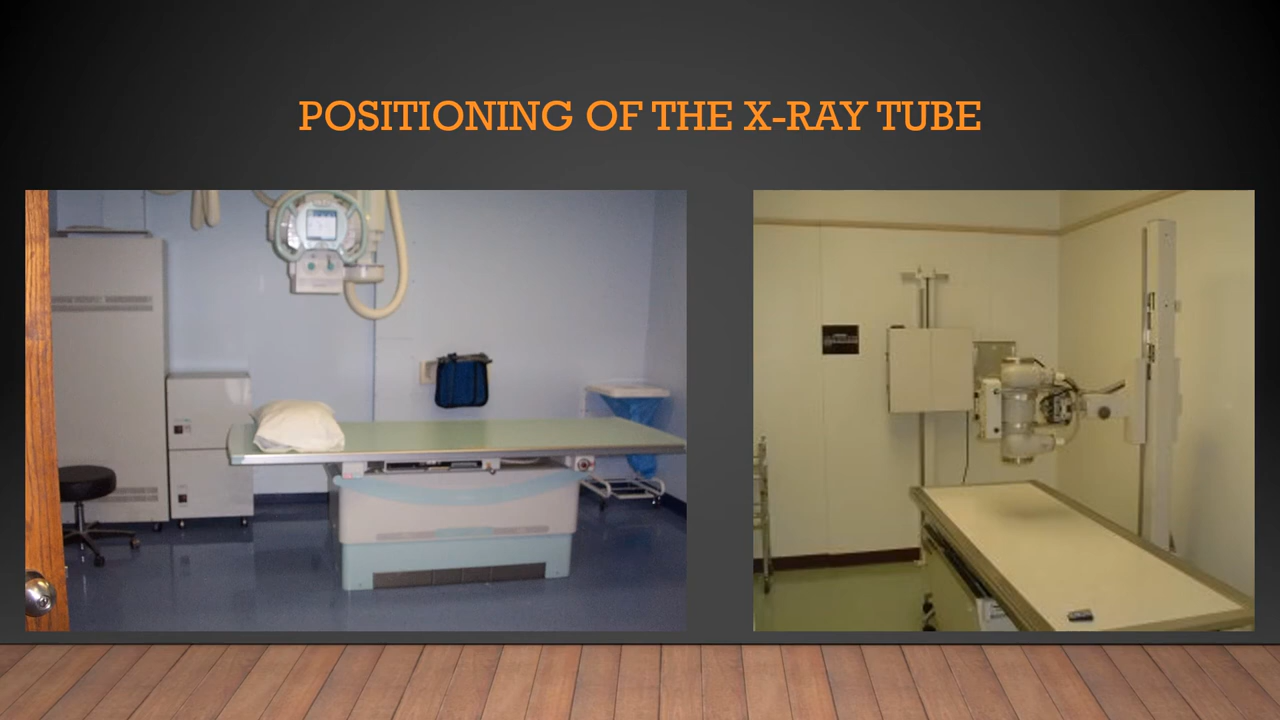 POSITIONING OF THE X-RAY TUBE